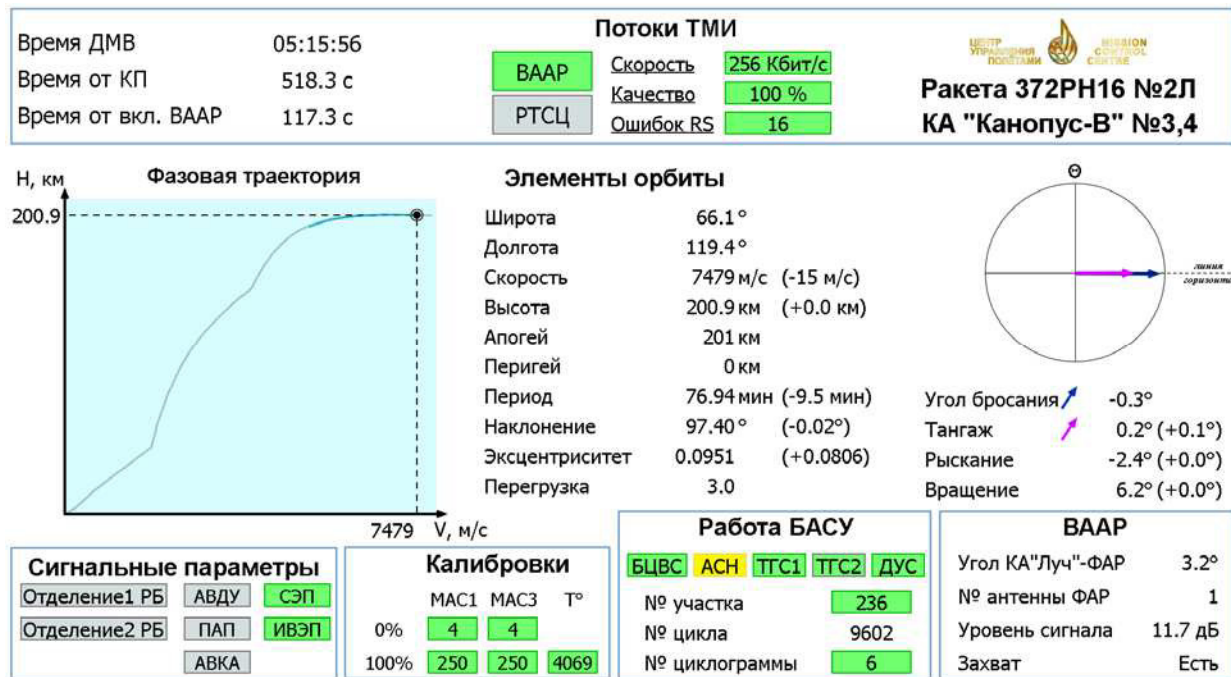 Время ДМВ 05:15:56
Время от КП 518.3 с
Время от вкл. ВААР 117.3 с
Потоки ТМИ
ВААР
РТСЦ
Скорость 256 Кбит/с
Качество 100 %
Ошибок RS 16
ЦЕНТР УПРАВЛЕНИЯ ПОЛЕТАМИ
MISSION CONTROL CENTRE
Ракета 372РН16 №2Л
КА "Канопус-В" №3,4
Н, км
Фазовая траектория
200.9
7479 V, м/с
Элементы орбиты
Широта 66.1°
Долгота 119.4°
Скорость 7479 м/с (-15 м/с)
Высота 200.9 км (+0.0 км)
Апогей 201 км
Перигей 0 км
Период 76.94 мин (-9.5 мин)
Наклонение 97.40° (-0.02°)
Эксцентриситет 0.0951 (+0.0806)
Перегрузка 3.0
Θ
линия
горизонта
Угол бросания -0.3°
Тангаж 0.2° (+0.1°)
Рыскание -2.4° (+0.0°)
Вращение 6.2° (+0.0°)
Сигнальные параметры
Отделение1 РБ АВДУ СЭП
Отделение2 РБ ПАП ИВЭП
АВКА
Калибровки
МАС1 МАС3 Т°
0% 4 4
100% 250 250 4069
Работа БАСУ
БЦВС АСН ТГС1 ТГС2 ДУС
№ участка 236
№ цикла 9602
№ циклограммы 6
ВААР
Угол КА"Луч"-ФАР 3.2°
№ антенны ФАР 1
Уровень сигнала 11.7 дБ
Захват Есть